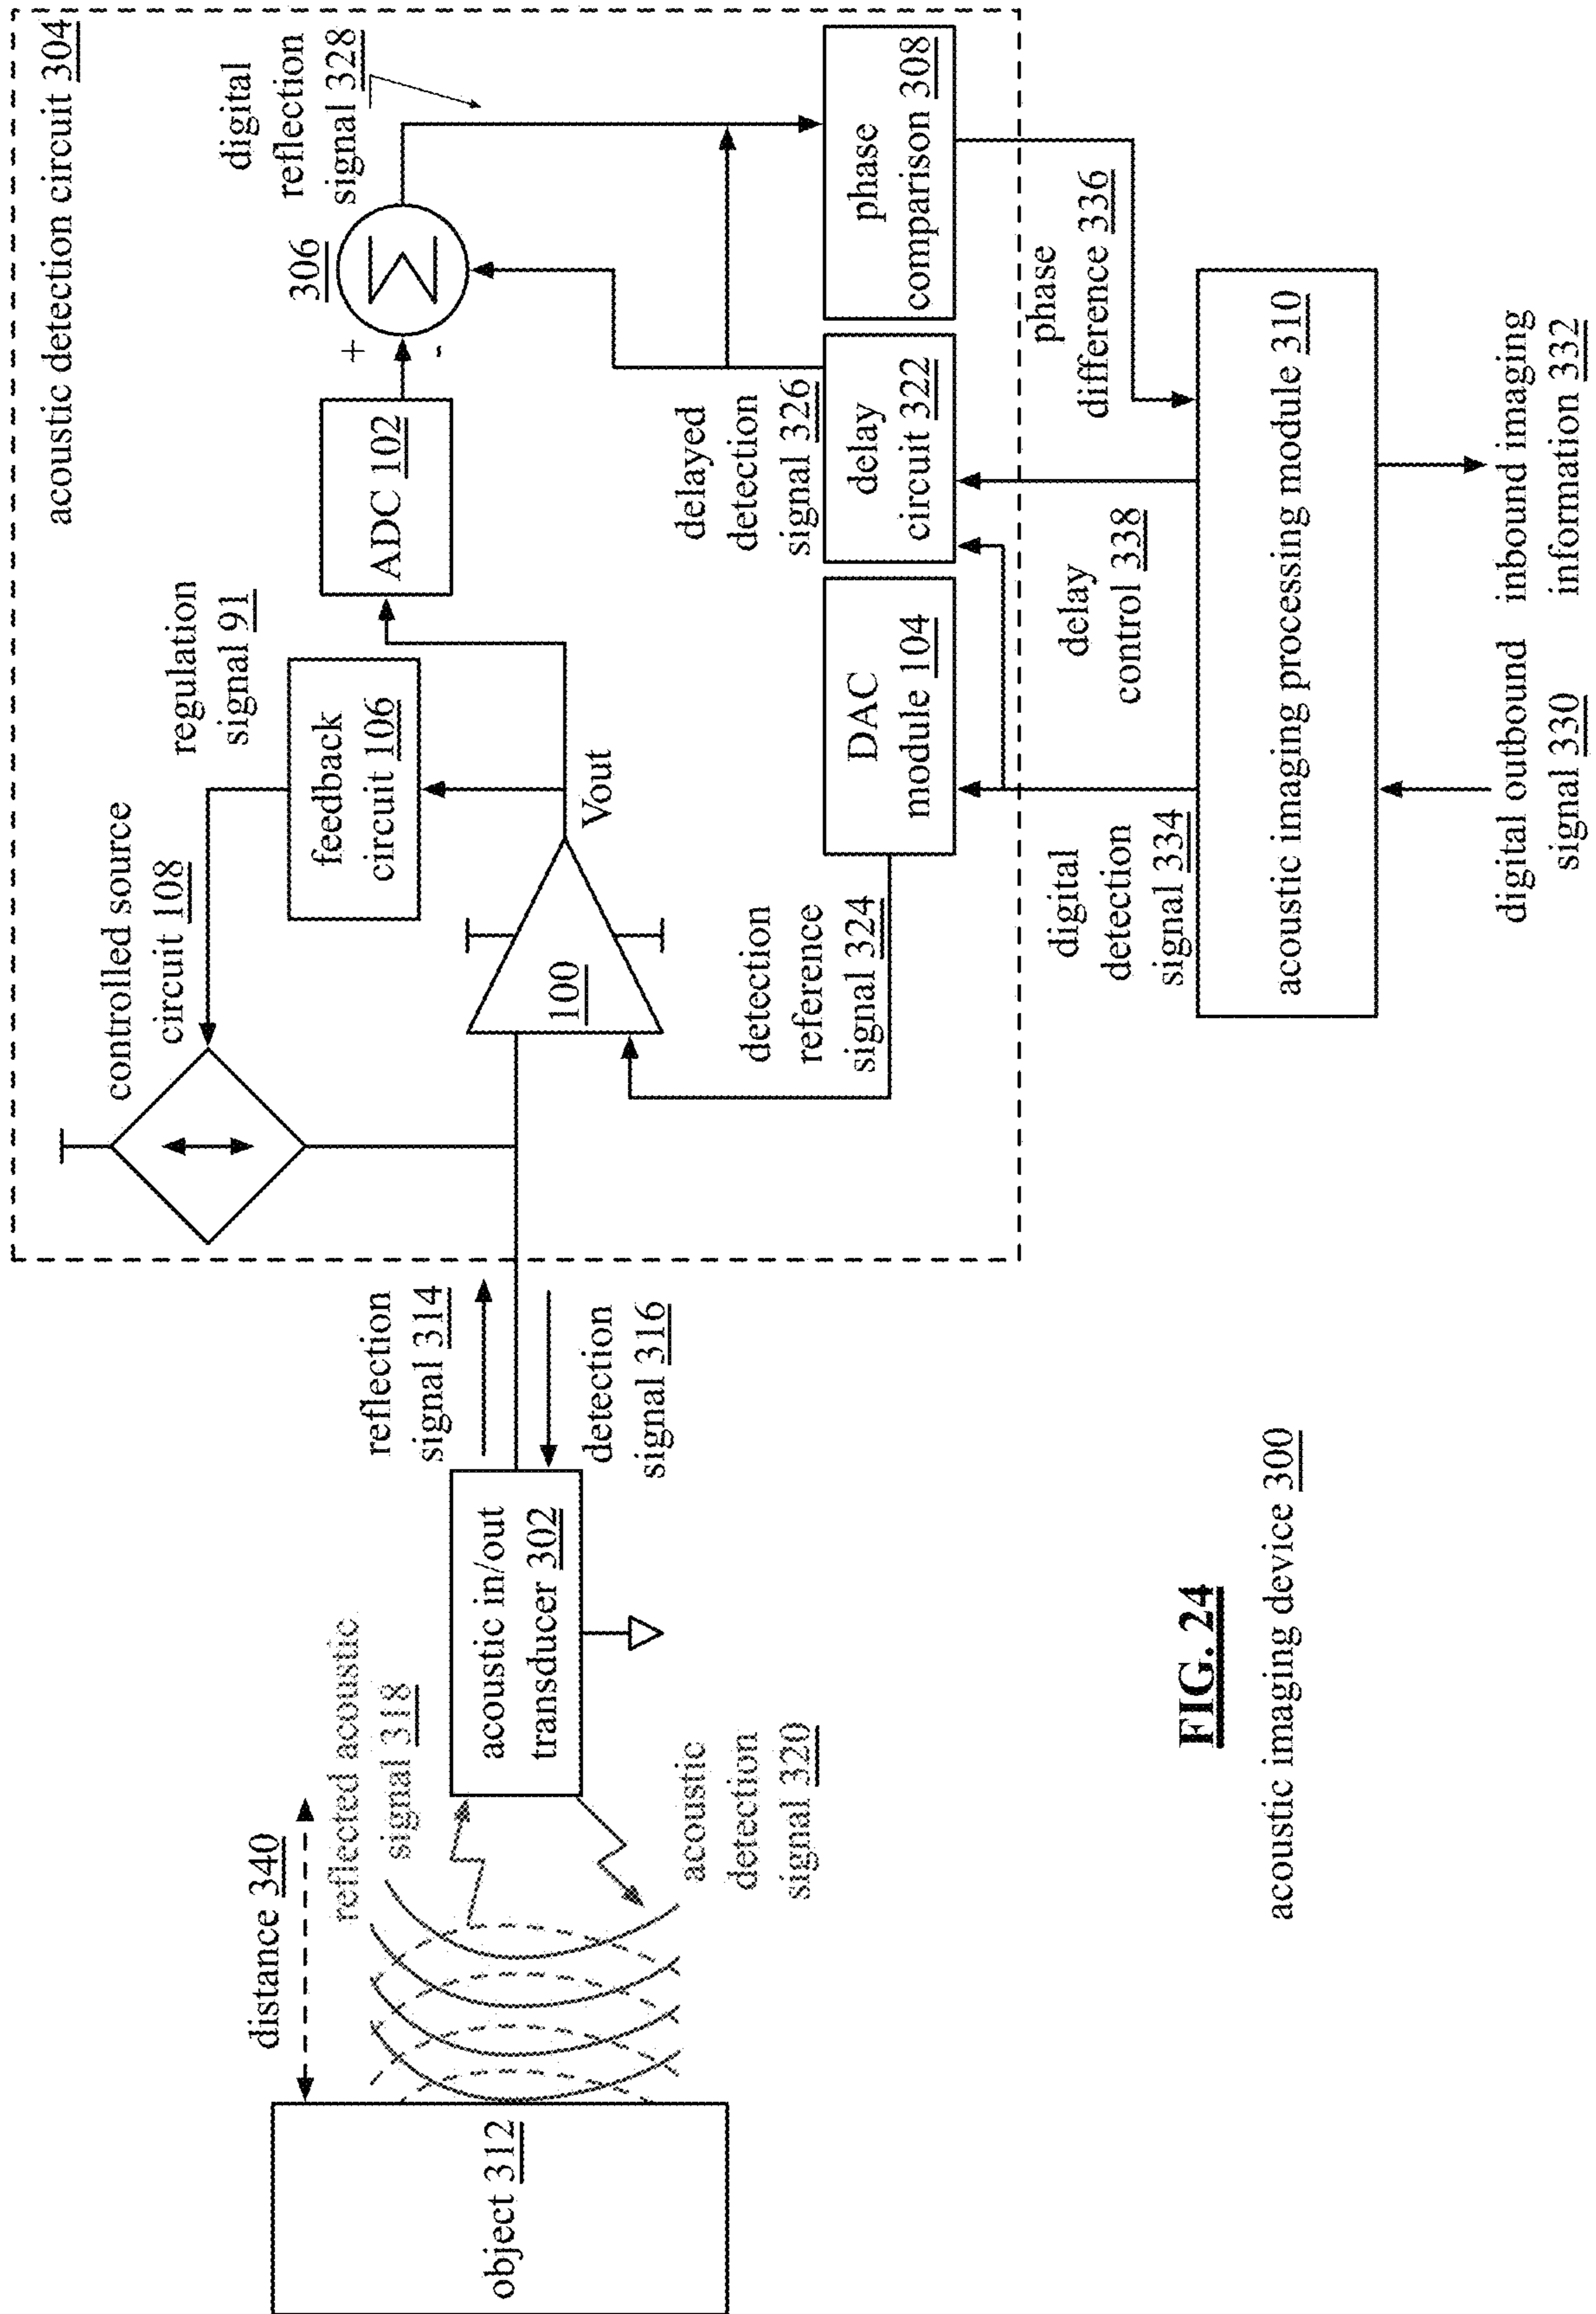 acoustic detection circuit 304
controlled source
circuit 108
regulation
signal 91
feedback
circuit 106
ADC 102
306
+
-
Σ
digital
reflection
signal 328
distance 340
reflected acoustic
signal 318
object 312
acoustic in/out
transducer 302
reflection
signal 314
detection
signal 316
acoustic
detection
signal 320
100
Vout
detection
reference
signal 324
DAC
module 104
delayed
detection
signal 326
delay
circuit 322
phase
comparison 308
digital
detection
signal 334
delay
control 338
phase
difference 336
acoustic imaging processing module 310
digital outbound
signal 330
inbound imaging
information 332
FIG. 24
acoustic imaging device 300